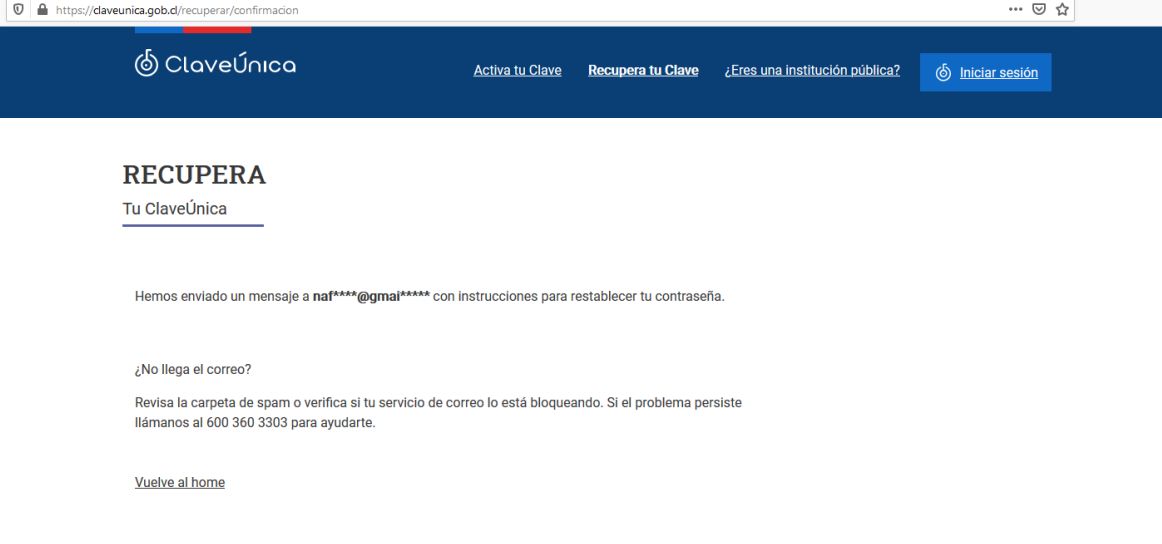 https://claveunica.gob.cl/recuperar/confirmacion
ClaveÚnica
Activa tu Clave
Recupera tu Clave
¿Eres una institución pública?
Iniciar sesión
RECUPERA
Tu ClaveÚnica
Hemos enviado un mensaje a naf****@gmai***** con instrucciones para restablecer tu contraseña.
¿No llega el correo?
Revisa la carpeta de spam o verifica si tu servicio de correo lo está bloqueando. Si el problema persiste
llámanos al 600 360 3303 para ayudarte.
Vuelve al home